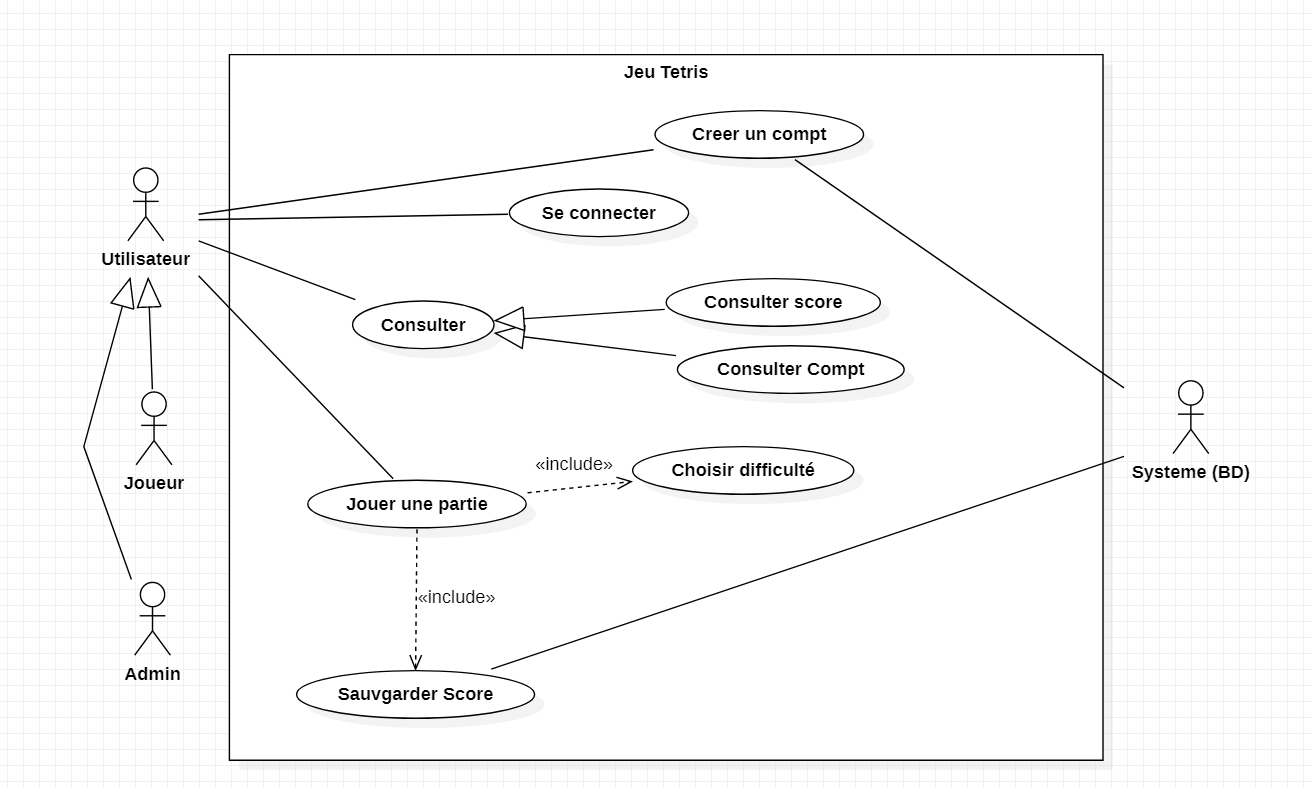 Jeu Tetris
Creer un compt
Se connecter
Utilisateur
Consulter score
Consulter
Consulter Compt
«include»
Choisir difficulté
Systeme (BD)
Joueur
Jouer une partie
«include»
Admin
Sauvgarder Score